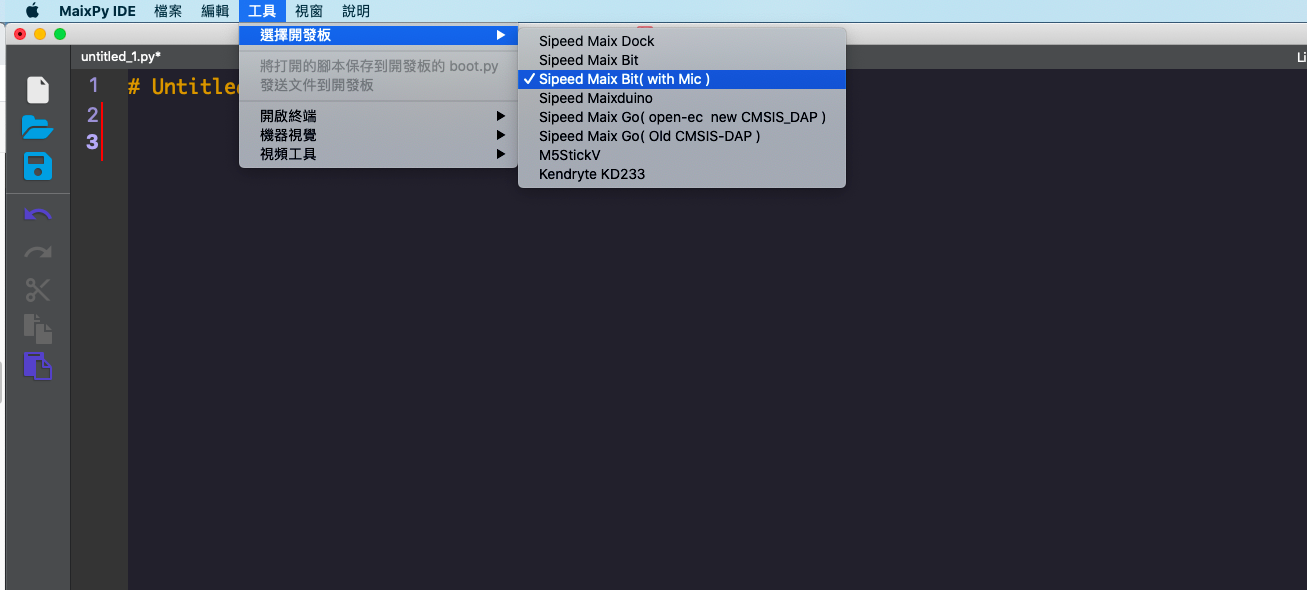 MaixPy IDE 檔案 編輯 工具 視窗 說明
untitled_1.py*
選擇開發板
將打開的腳本保存到開發板的 boot.py
發送文件到開發板
開啟終端
機器視覺
視頻工具
Sipeed Maix Dock
Sipeed Maix Bit
✓ Sipeed Maix Bit( with Mic )
Sipeed Maixduino
Sipeed Maix Go( open-ec  new CMSIS_DAP )
Sipeed Maix Go( Old CMSIS-DAP )
M5StickV
Kendryte KD233
1 #
2
3